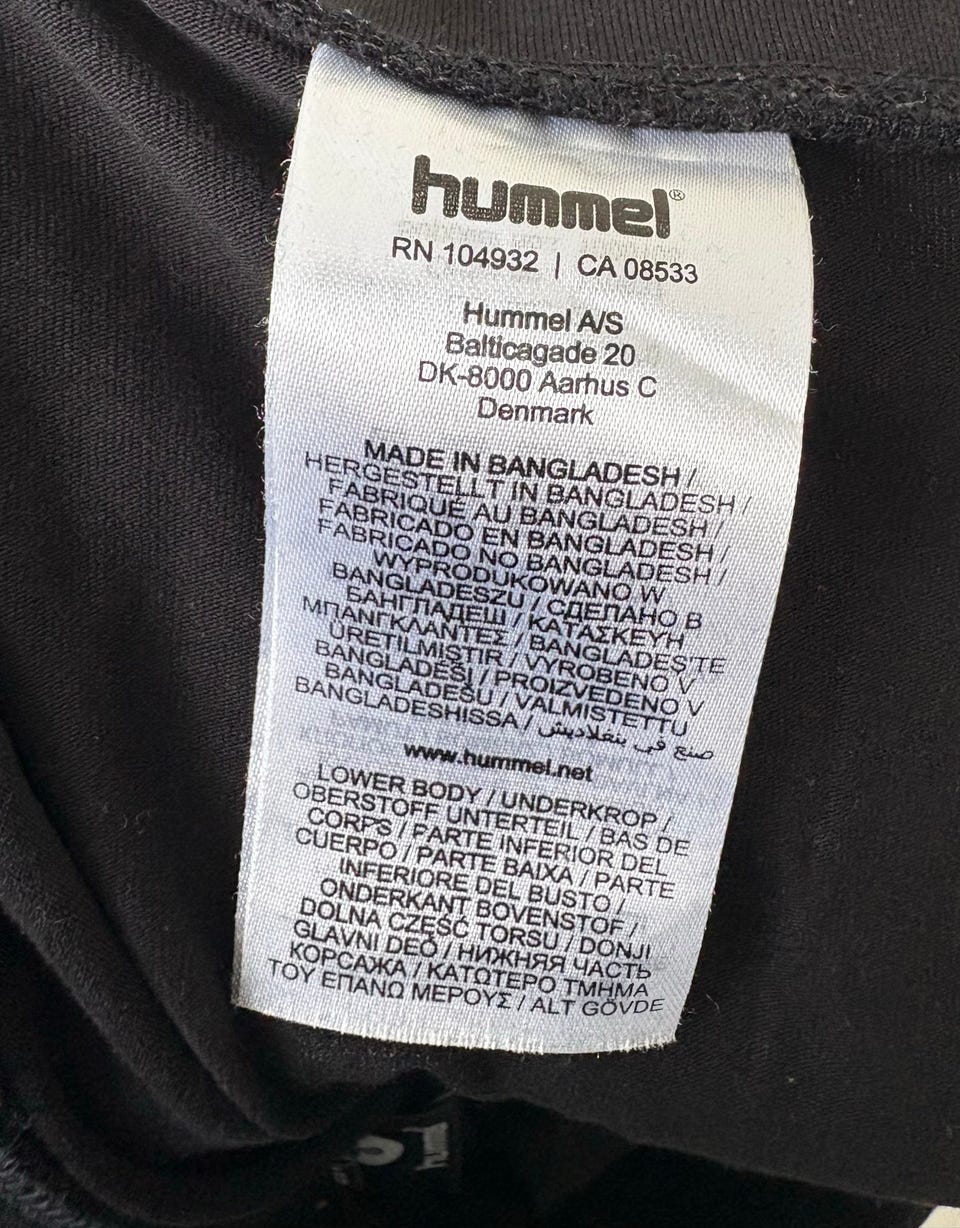 hummel®
RN 104932 | CA 08533
Hummel A/S
Balticagade 20
DK-8000 Aarhus C
Denmark
MADE IN BANGLADESH /
HERGESTELLT IN BANGLADESH /
FABRIQUÉ AU BANGLADESH /
FABRICADO EN BANGLADESH /
FABRICADO NO BANGLADESH /
WYPRODUKOWANO W
BANGLADESZU / СДЕЛАНО В
БАНГЛАДЕШ / ΚΑΤΑΣΚΕΥΗ
ΜΠΑΝΓΚΛΑΝΤΕΣ / BANGLADEŞ'TE
ÜRETILMIŞTIR / VYROBENO V
BANGLADÉŠI / PROIZVEDENO V
BANGLADEŠU / VALMISTETTU
BANGLADESHISSA / صنع في بنغلاديش
www.hummel.net
LOWER BODY / UNDERKROP /
OBERSTOFF UNTERTEIL / BAS DE
CORPS / PARTE INFERIOR DEL
CUERPO / PARTE BAIXA / PARTE
INFERIORE DEL BUSTO /
ONDERKANT BOVENSTOF /
DOLNA CZĘŚĆ TORSU / DONJI
GLAVNI DEO / НИЖНЯЯ ЧАСТЬ
КОРСАЖА / ΚΑΤΩΤΕΡΟ ΤΜΗΜΑ
ΤΟΥ ΕΠΑΝΩ ΜΕΡΟΥΣ / ALT GÖVDE
hummel